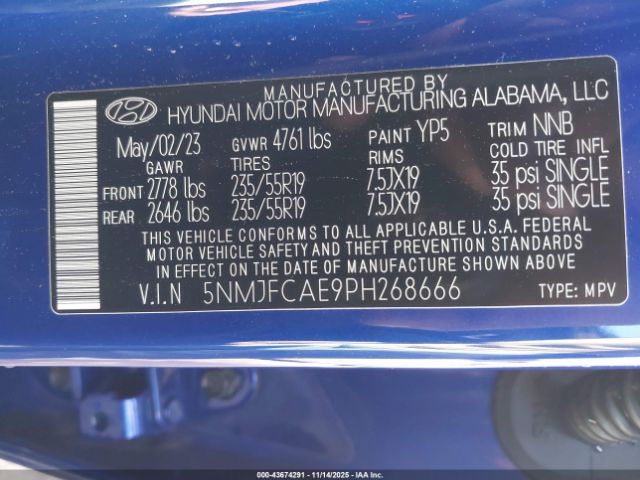 MANUFACTURED BY
HYUNDAI MOTOR MANUFACTURING ALABAMA, LLC
May/02/23 GVWR 4761 lbs PAINT YP5 TRIM NNB
GAWR TIRES RIMS COLD TIRE INFL
FRONT 2778 lbs 235/55R19 7.5JX19 35 psi SINGLE
REAR 2646 lbs 235/55R19 7.5JX19 35 psi SINGLE
THIS VEHICLE CONFORMS TO ALL APPLICABLE U.S.A. FEDERAL
MOTOR VEHICLE SAFETY AND THEFT PREVENTION STANDARDS
IN EFFECT ON THE DATE OF MANUFACTURE SHOWN ABOVE
V.I.N 5NMJFCAE9PH268666 TYPE: MPV
000-43674291 - 11/14/2025 - IAAI.COM